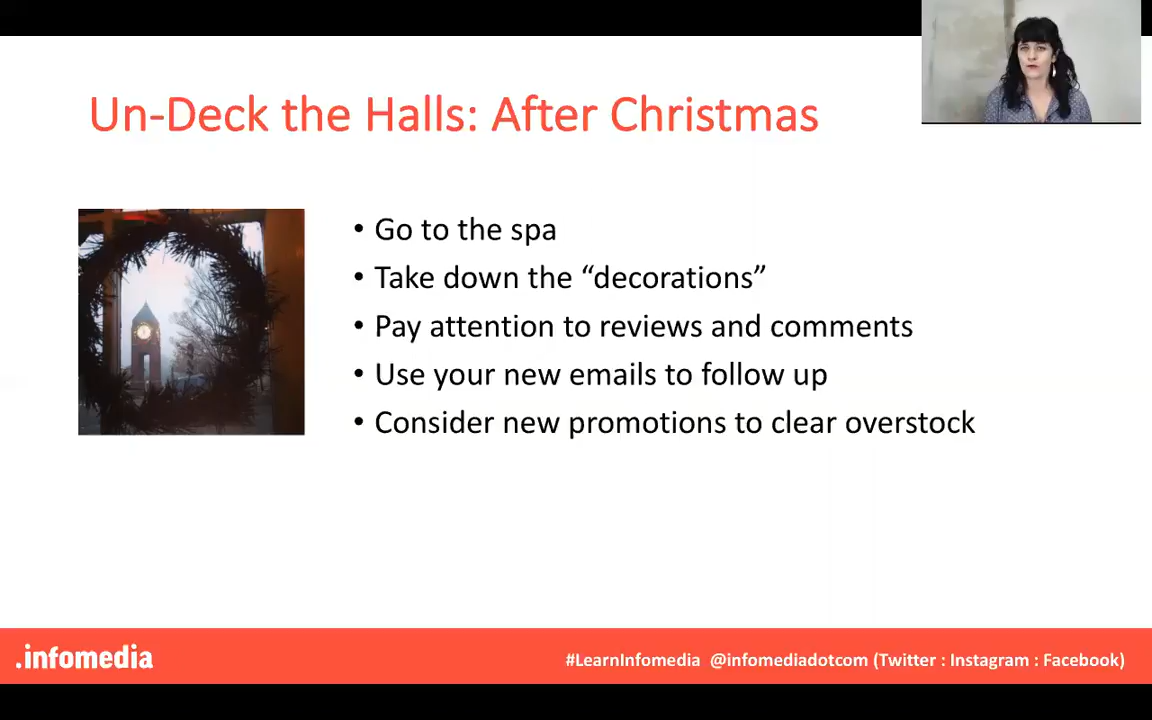 Un-Deck the Halls: After Christmas
• Go to the spa
• Take down the “decorations”
• Pay attention to reviews and comments
• Use your new emails to follow up
• Consider new promotions to clear overstock
.infomedia
#LearnInfomedia @infomediadotcom (Twitter : Instagram : Facebook)